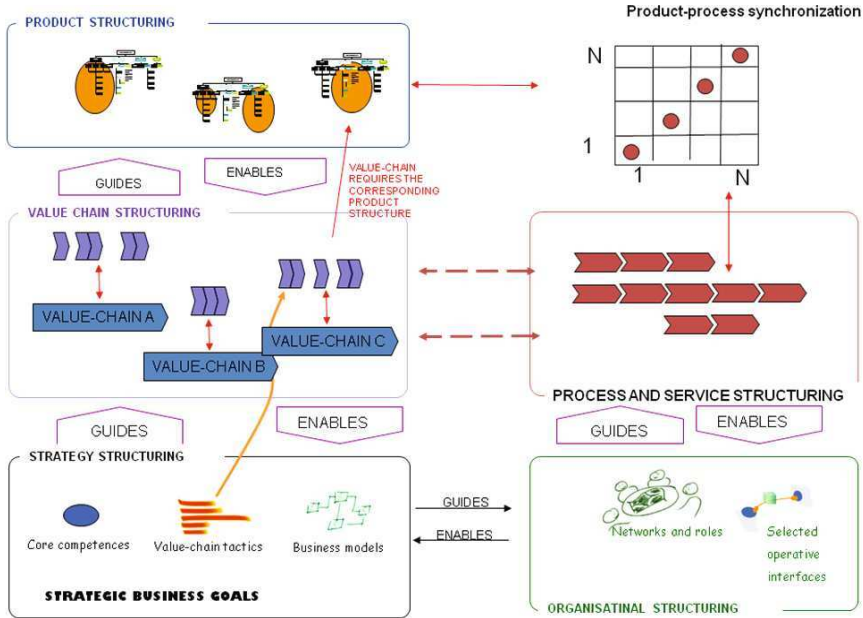 PRODUCT STRUCTURING
Product-process synchronization
N
1
1
N
GUIDES
ENABLES
VALUE-CHAIN
REQUIRES THE
CORRESPONDING
PRODUCT
STRUCTURE
VALUE CHAIN STRUCTURING
VALUE-CHAIN A
VALUE-CHAIN B
VALUE-CHAIN C
PROCESS AND SERVICE STRUCTURING
GUIDES
ENABLES
GUIDES
ENABLES
STRATEGY STRUCTURING
Core competences
Value-chain tactics
Business models
STRATEGIC BUSINESS GOALS
GUIDES
ENABLES
Networks and roles
Selected
operative
interfaces
ORGANISATINAL STRUCTURING